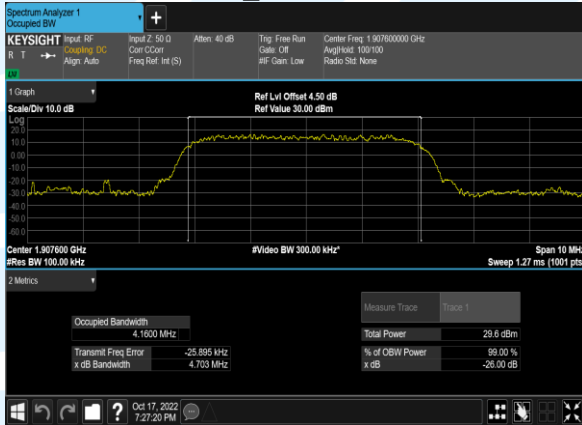 Spectrum Analyzer 1
Occupied BW
KEYSIGHT
R T
Input: RF
Coupling: DC
Align: Auto
Input Z: 50 Ω
Corr CCorr
Freq Ref: Int (S)
Atten: 40 dB
Trig: Free Run
Gate: Off
#IF Gain: Low
Center Freq: 1.907600000 GHz
Avg|Hold: 100/100
Radio Std: None
1 Graph
Scale/Div 10.0 dB
Ref Lvl Offset 4.50 dB
Ref Value 30.00 dBm
Log
20.0
10.0
0.00
-10.0
-20.0
-30.0
-40.0
-50.0
-60.0
Center 1.907600 GHz
#Res BW 100.00 kHz
#Video BW 300.00 kHz*
Span 10 MHz
Sweep 1.27 ms (1001 pts
2 Metrics
Measure Trace
Trace 1
Occupied Bandwidth
4.1600 MHz
Total Power
29.6 dBm
Transmit Freq Error
-25.895 kHz
% of OBW Power
99.00 %
x dB Bandwidth
4.703 MHz
x dB
-26.00 dB
?
Oct 17, 2022
7:27:20 PM